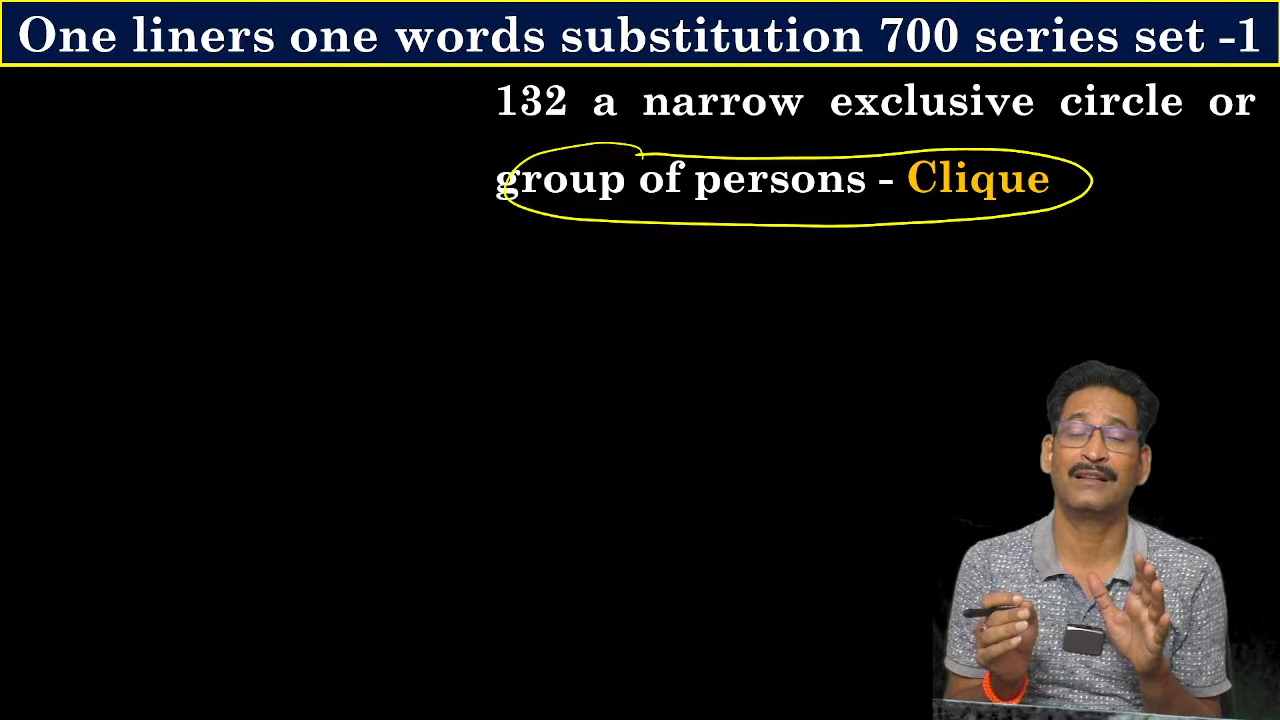 One liners one words substitution 700 series set -1
132 a narrow exclusive circle or
group of persons - Clique